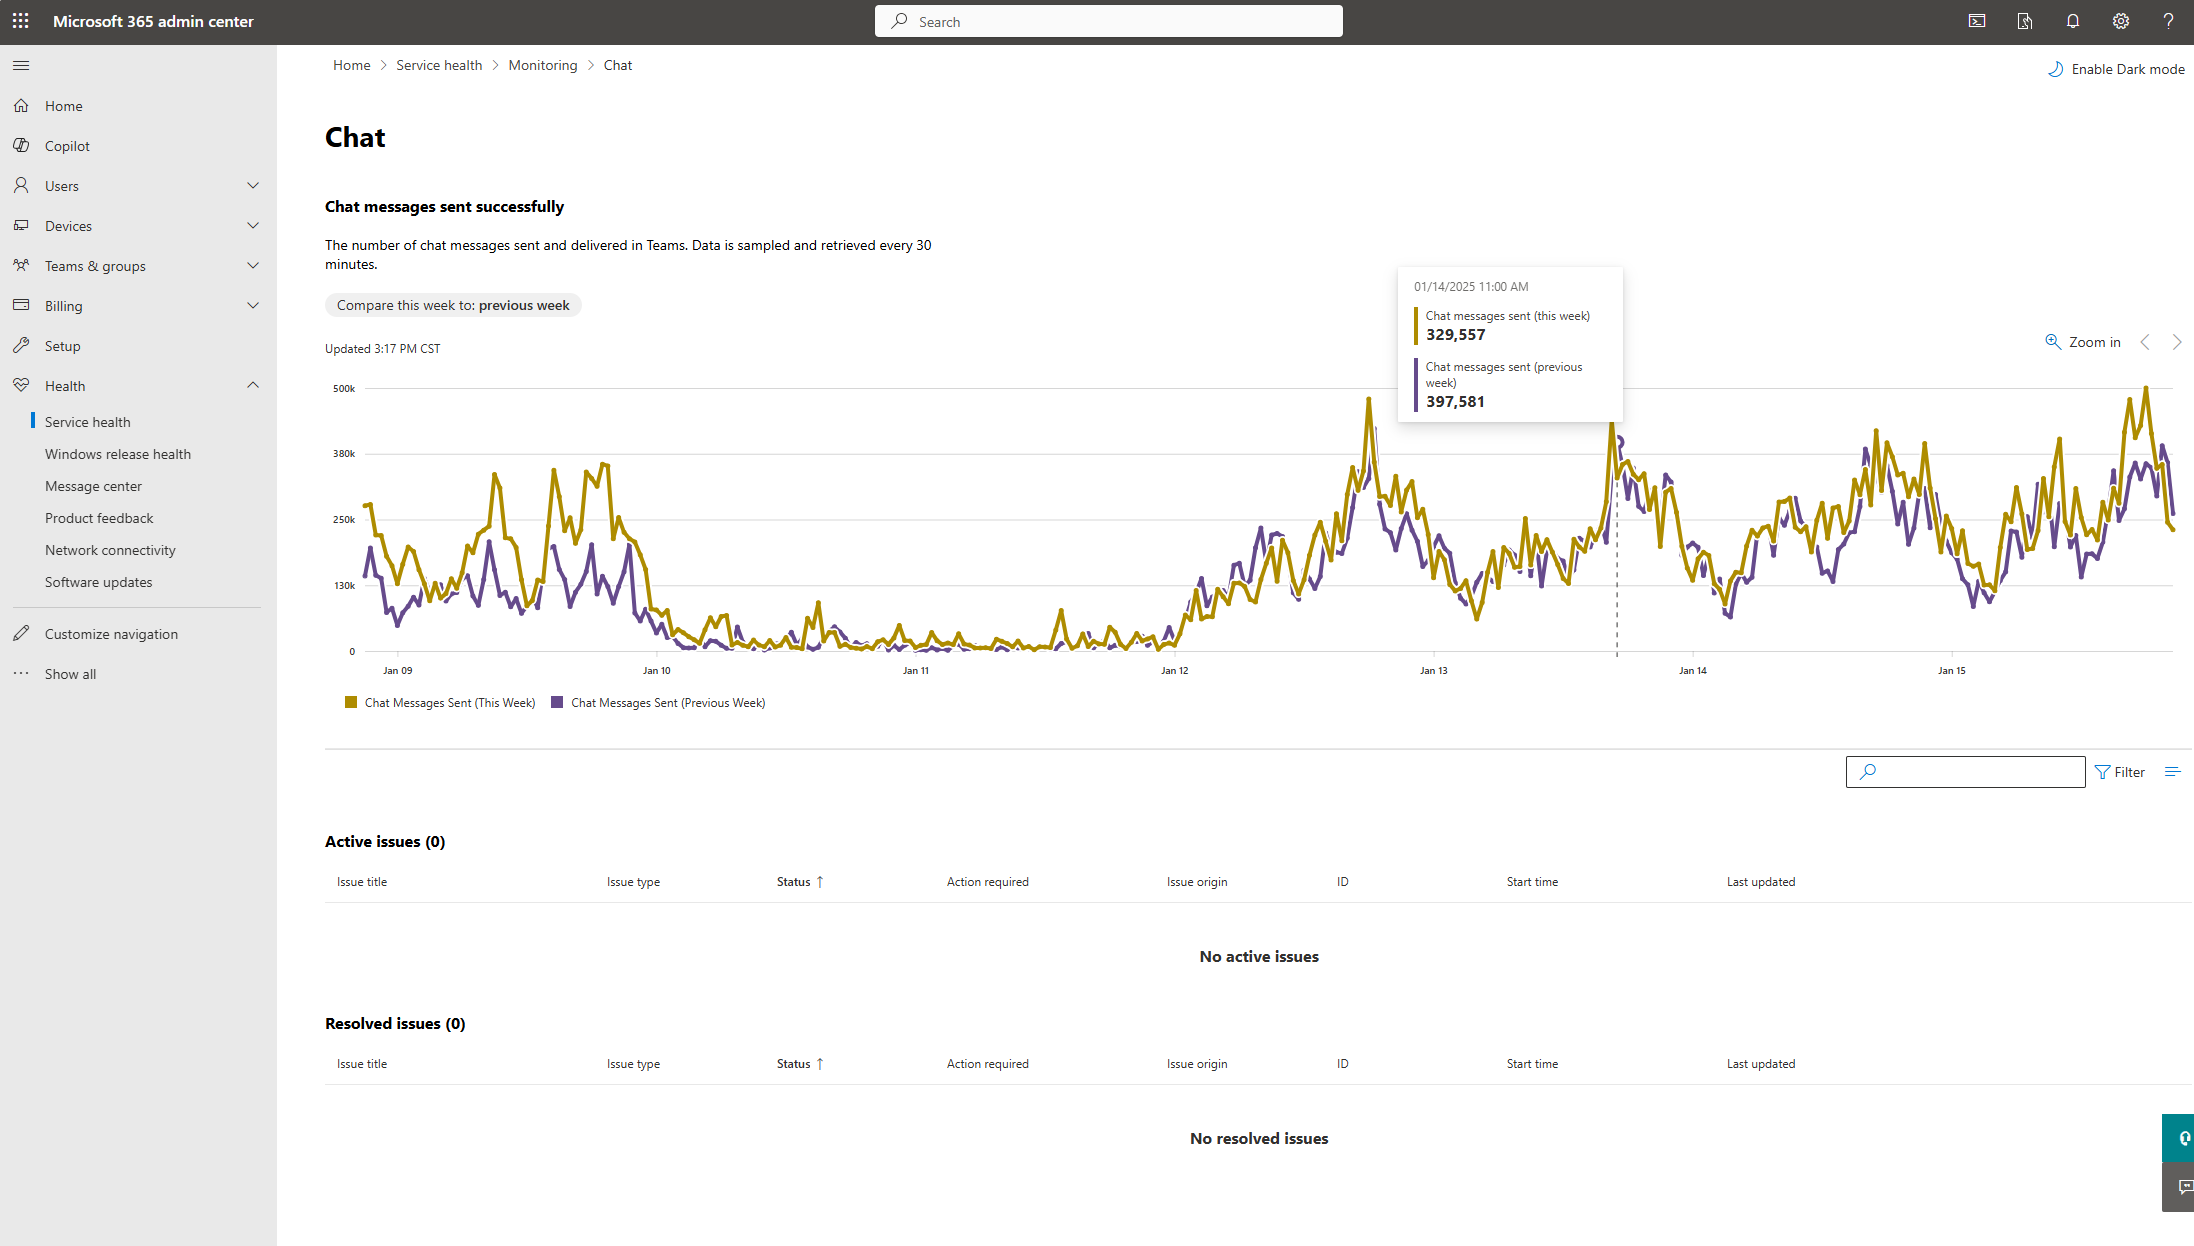 Microsoft 365 admin center
Search
Home
Copilot
Users
Devices
Teams & groups
Billing
Setup
Health
Service health
Windows release health
Message center
Product feedback
Network connectivity
Software updates
Customize navigation
Show all
Home > Service health > Monitoring > Chat
Enable Dark mode
Chat
Chat messages sent successfully
The number of chat messages sent and delivered in Teams. Data is sampled and retrieved every 30
minutes.
Compare this week to: previous week
Updated 3:17 PM CST
01/14/2025 11:00 AM
Chat messages sent (this week)
329,557
Chat messages sent (previous
week)
397,581
Zoom in
500k
380k
250k
130k
0
Jan 09 Jan 10 Jan 11 Jan 12 Jan 13 Jan 14 Jan 15
Chat Messages Sent (This Week) Chat Messages Sent (Previous Week)
Filter
Active issues (0)
Issue title Issue type Status ↑ Action required Issue origin ID Start time Last updated
No active issues
Resolved issues (0)
Issue title Issue type Status ↑ Action required Issue origin ID Start time Last updated
No resolved issues